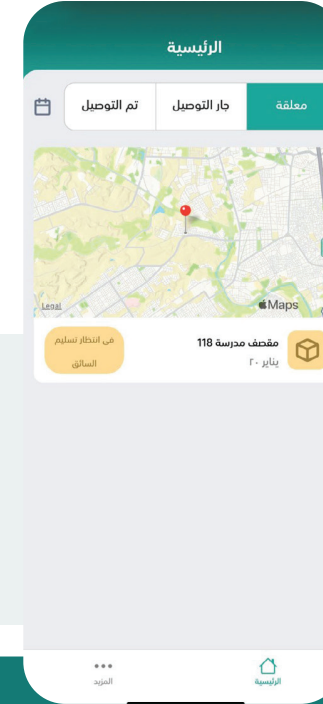 الرئيسية
معلقة
جار التوصيل
تم التوصيل
Maps
Legal
مقصف مدرسة 118
يناير ٢٠
في انتظار تسليم
السائق
الرئيسية
المزيد